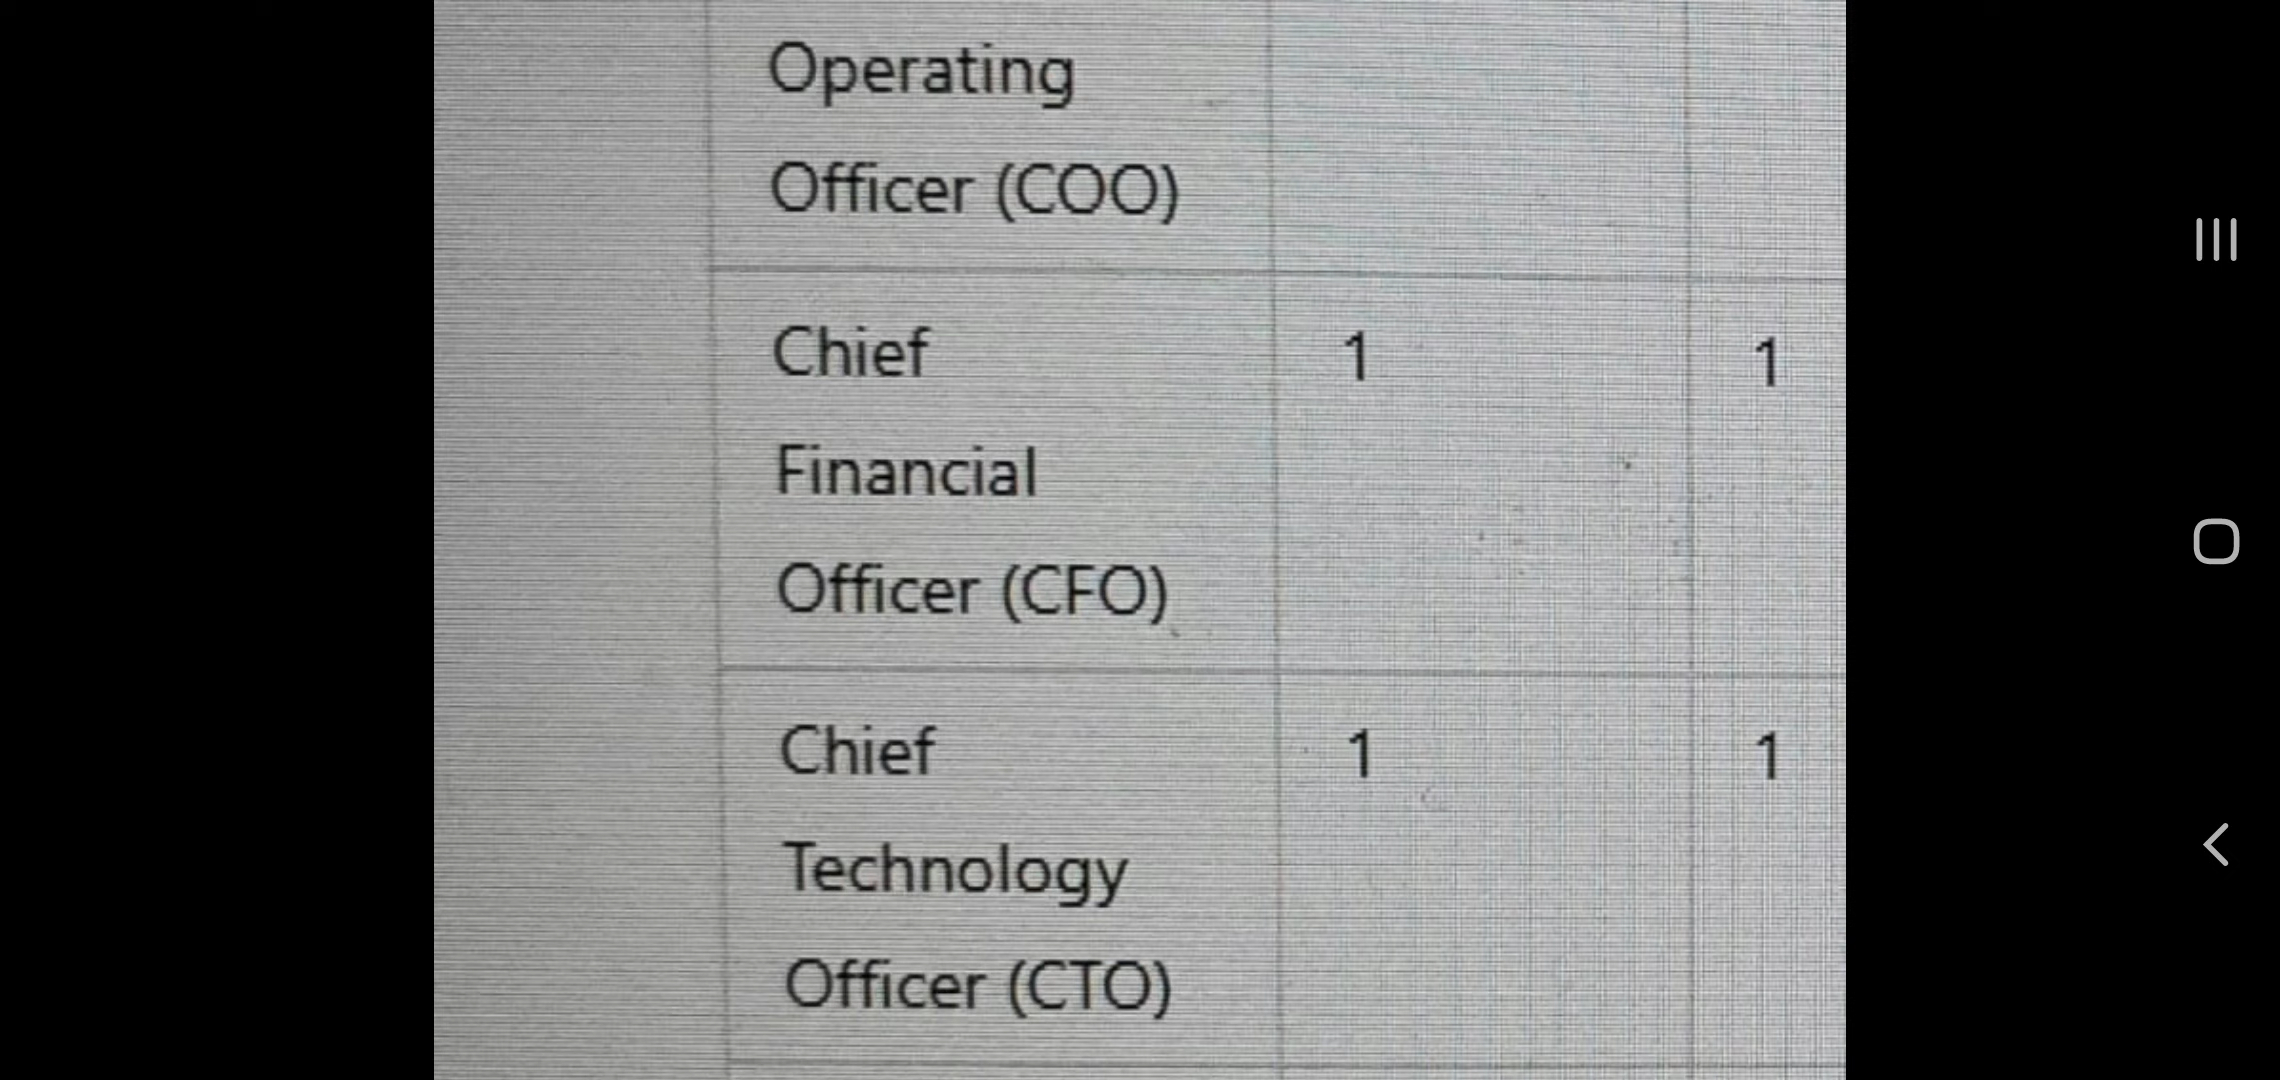 Operating
Officer (COO)
Chief 1 1
Financial
Officer (CFO)
Chief 1 1
Technology
Officer (CTO)